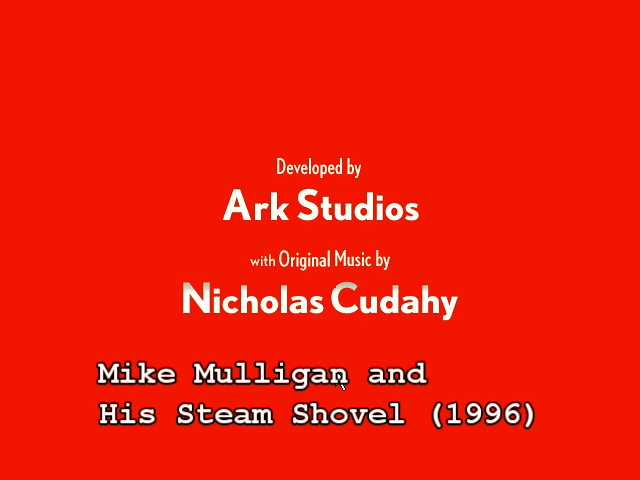 Developed by
Ark Studios
with Original Music by
Nicholas Cudahy
Mike Mulligan and
His Steam Shovel (1996)